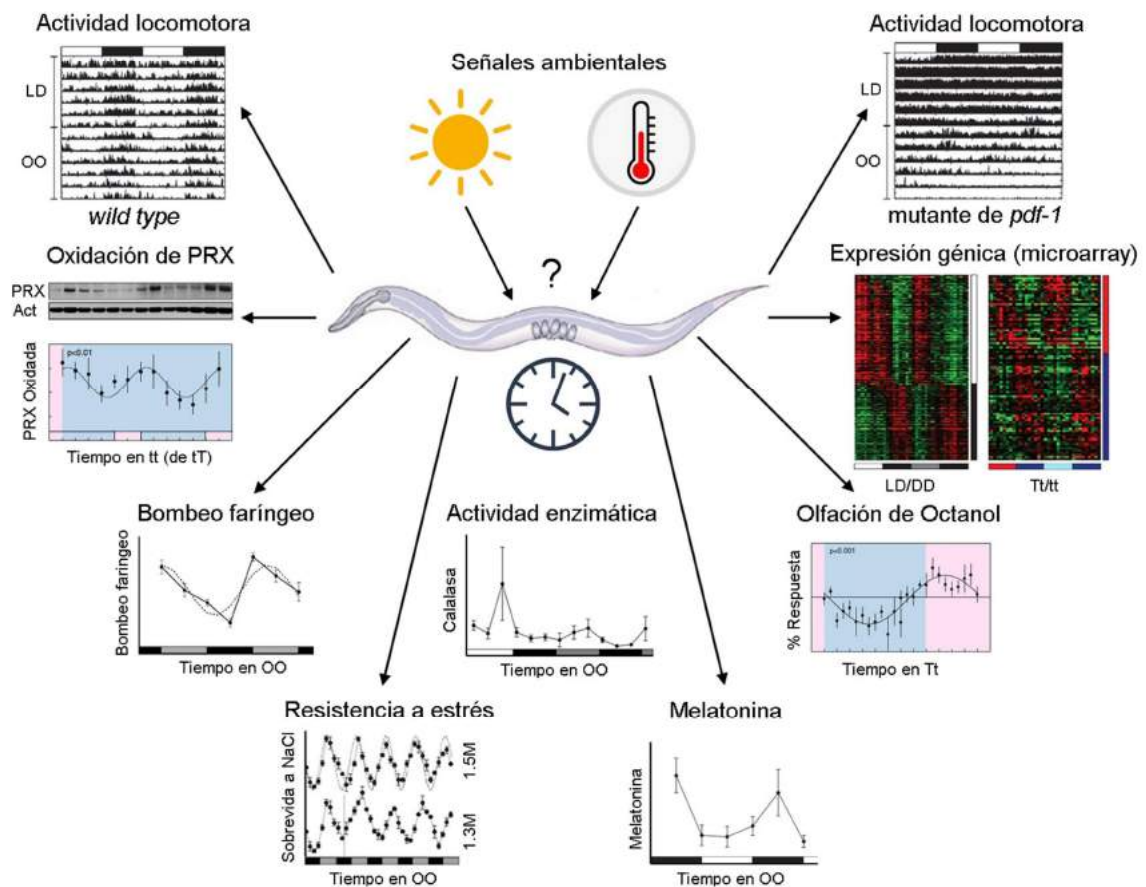 Actividad locomotora
LD
OO
wild type
Señales ambientales
Actividad locomotora
LD
OO
mutante de pdf-1
Oxidación de PRX
PRX
Act
p<0.01
PRX Oxidada
Tiempo en tt (de tT)
?
Expresión génica (microarray)
LD/DD
Tt/tt
Bombeo faríngeo
Bombeo faringeo
Tiempo en OO
Actividad enzimática
Calalasa
Tiempo en OO
Olfación de Octanol
p<0.001
% Respuesta
Tiempo en Tt
Resistencia a estrés
Sobrevida a NaCl
1.5M
1.3M
Tiempo en OO
Melatonina
Melatonina
Tiempo en OO